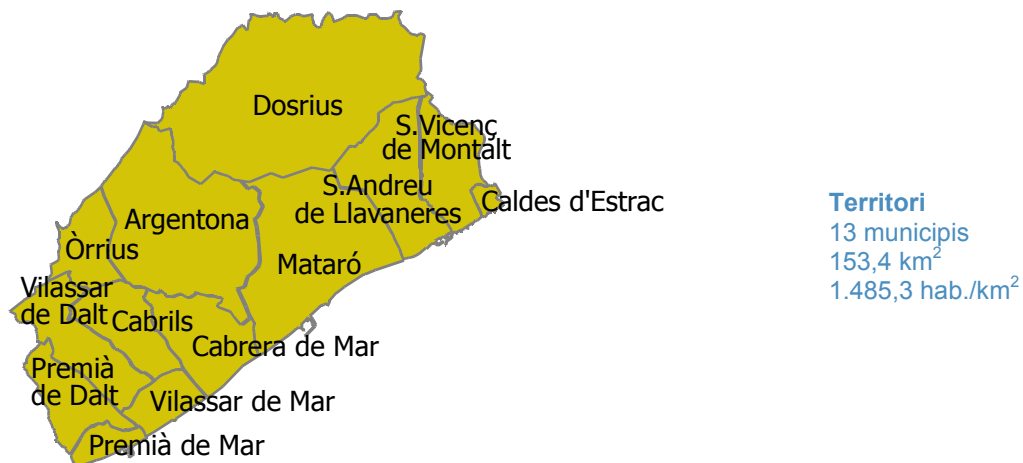 Dosrius
S.Vicenç
de Montalt
S.Andreu
de Llavaneres
Caldes d'Estrac
Argentona
Òrrius
Mataró
Vilassar
de Dalt
Cabrils
Cabrera de Mar
Premià
de Dalt
Vilassar de Mar
Premià de Mar
Territori
13 municipis
153,4 km²
1.485,3 hab./km²